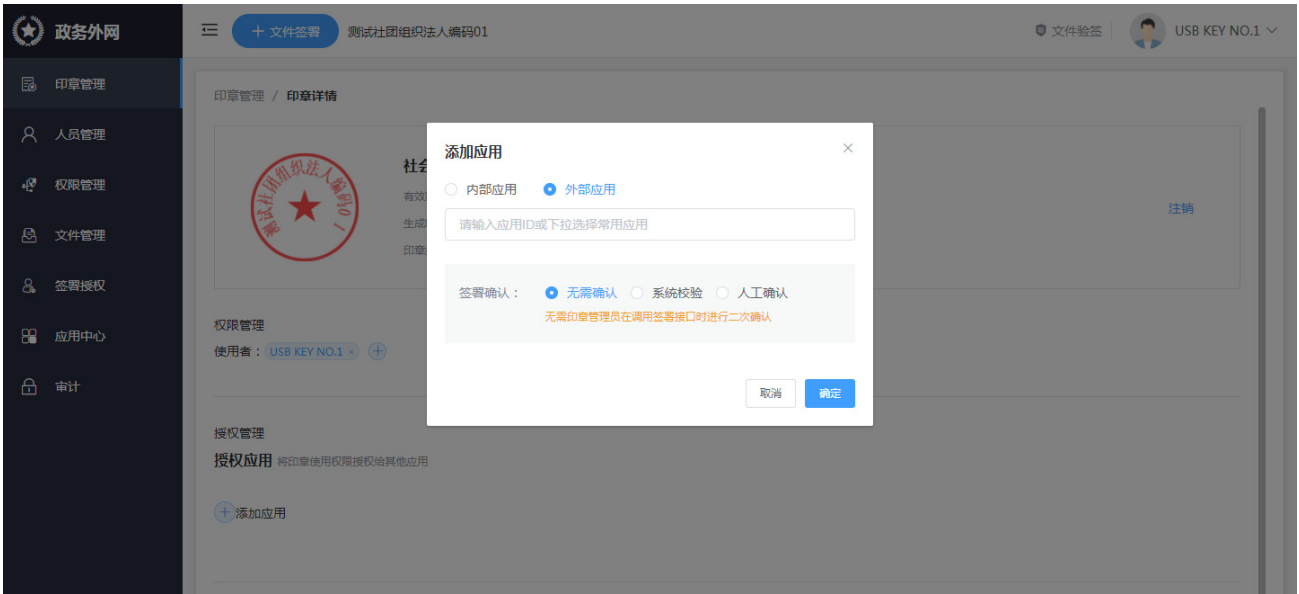 政务外网
＋ 文件签署 测试社团组织法人编码01 文件验签 USB KEY NO.1
印章管理
人员管理
权限管理
文件管理
签署授权
应用中心
审计
印章管理 / 印章详情
测试社团组织法人编码01
社会
有效
生成
印章
注销
添加应用 ×
内部应用 外部应用
请输入应用ID或下拉选择常用应用
签署确认： 无需确认 系统校验 人工确认
无需印章管理员在调用签署接口时进行二次确认
取消 确定
权限管理
使用者： USB KEY NO.1 × ＋
授权管理
授权应用 将印章使用权限授权给其他应用
＋添加应用